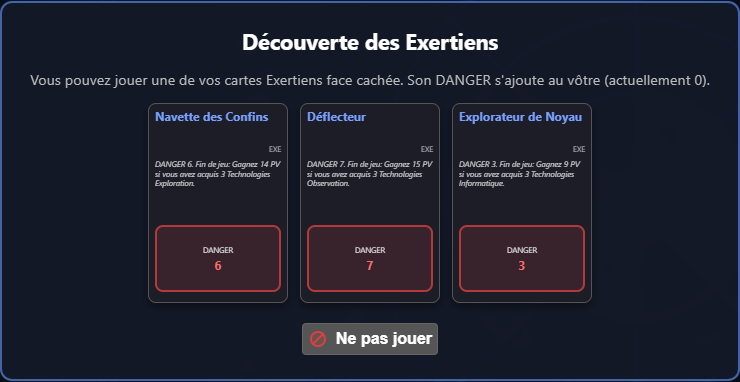 Découverte des Exertiens
Vous pouvez jouer une de vos cartes Exertiens face cachée. Son DANGER s'ajoute au vôtre (actuellement 0).
Navette des Confins
EXE
DANGER 6. Fin de jeu: Gagnez 14 PV
si vous avez acquis 3 Technologies
Exploration.
DANGER
6
Déflecteur
EXE
DANGER 7. Fin de jeu: Gagnez 15 PV
si vous avez acquis 3 Technologies
Observation.
DANGER
7
Explorateur de Noyau
EXE
DANGER 3. Fin de jeu: Gagnez 9 PV
si vous avez acquis 3 Technologies
Informatique.
DANGER
3
Ne pas jouer